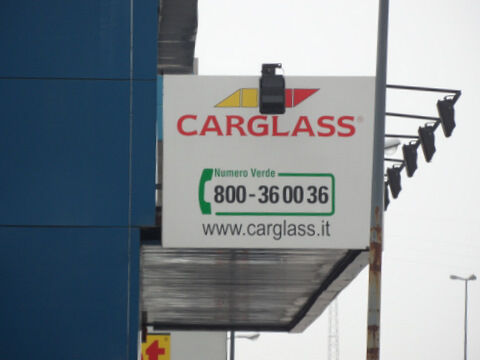 CARGLASS®
Numero Verde
800-360036
www.carglass.it